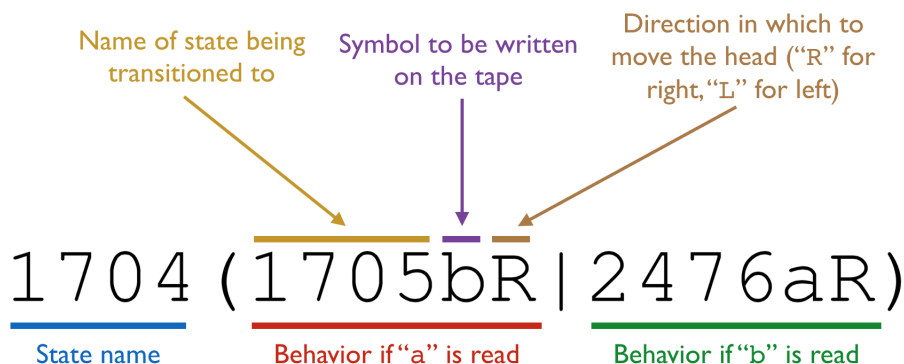 Name of state being
transitioned to
Symbol to be written
on the tape
Direction in which to
move the head (“R” for
right, “L” for left)
1704(1705bR|2476aR)
State name
Behavior if “a” is read
Behavior if “b” is read